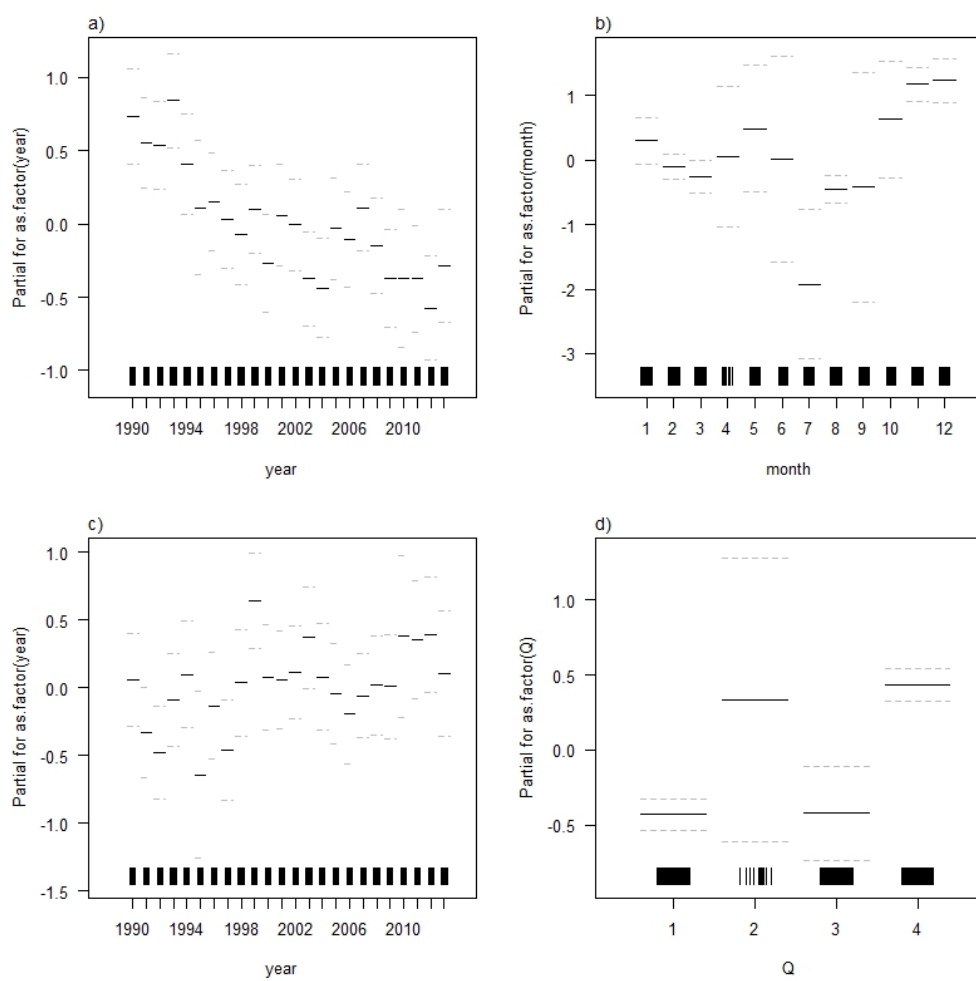 a)
Partial for as.factor(year)
1.0
0.5
0.0
-0.5
-1.0
1990 1994 1998 2002 2006 2010
year
b)
Partial for as.factor(month)
1
0
-1
-2
-3
1 2 3 4 5 6 7 8 9 10 12
month
c)
Partial for as.factor(year)
1.0
0.5
0.0
-0.5
-1.0
-1.5
1990 1994 1998 2002 2006 2010
year
d)
Partial for as.factor(Q)
1.0
0.5
0.0
-0.5
1 2 3 4
Q